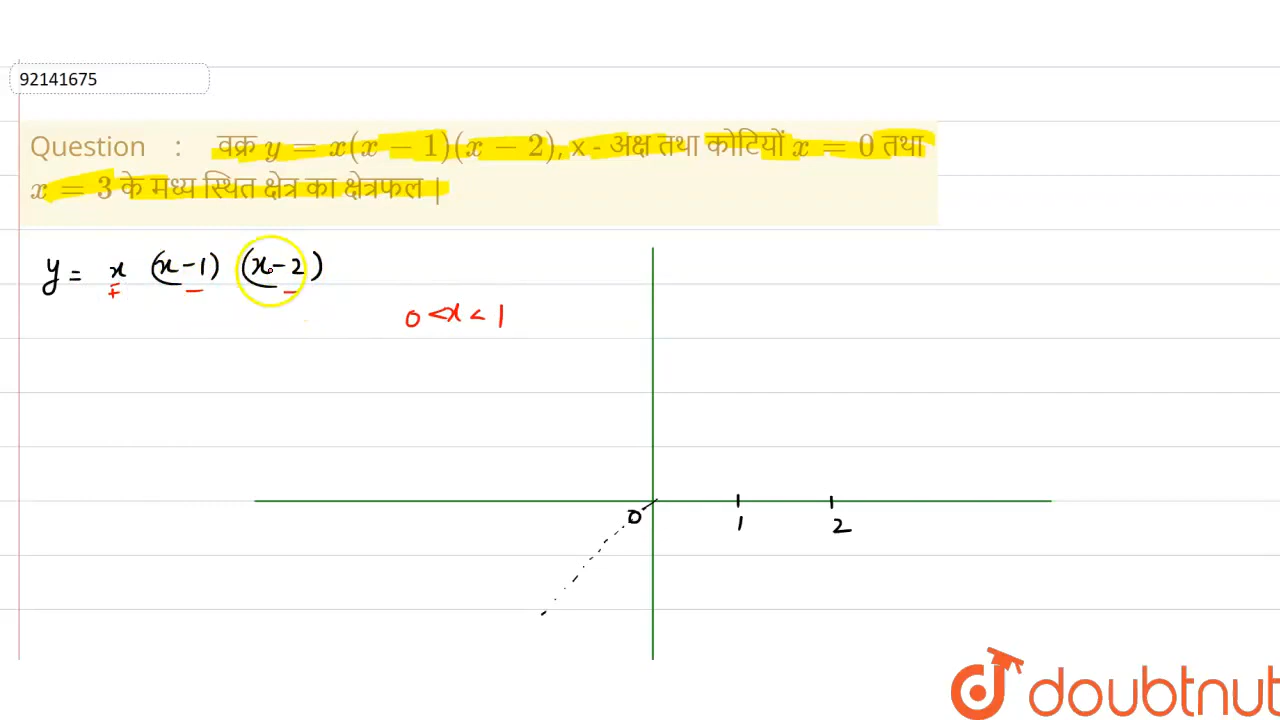 92141675
Question : वक्र y = x(x − 1)(x − 2), x - अक्ष तथा कोटियों x = 0 तथा
x = 3 के मध्य स्थित क्षेत्र का क्षेत्रफल |
y = x (x − 1) (x − 2)
+ − −
0 < x < 1
0 1 2
doubtnut